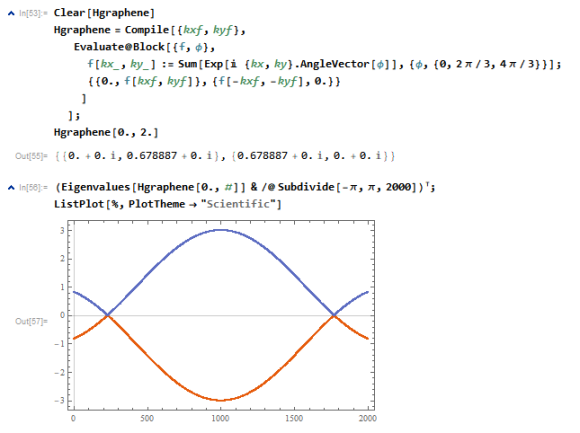 In[53]:= Clear[Hgraphene]
Hgraphene = Compile[{kxf, kyf},
Evaluate@Block[{f, ϕ},
f[kx_, ky_] := Sum[Exp[i {kx, ky}.AngleVector[ϕ]], {ϕ, {0, 2 π / 3, 4 π / 3}}];
{{0., f[kxf, kyf]}, {f[-kxf, -kyf], 0.}}
]
];
Hgraphene[0., 2.]
Out[55]= {{0. + 0. i, 0.678887 + 0. i}, {0.678887 + 0. i, 0. + 0. i}}
In[56]:= (Eigenvalues[Hgraphene[0., #]] & /@ Subdivide[-π, π, 2000])ᵀ;
ListPlot[%, PlotTheme → "Scientific"]
Out[57]=
3
2
1
0
-1
-2
-3
0 500 1000 1500 2000